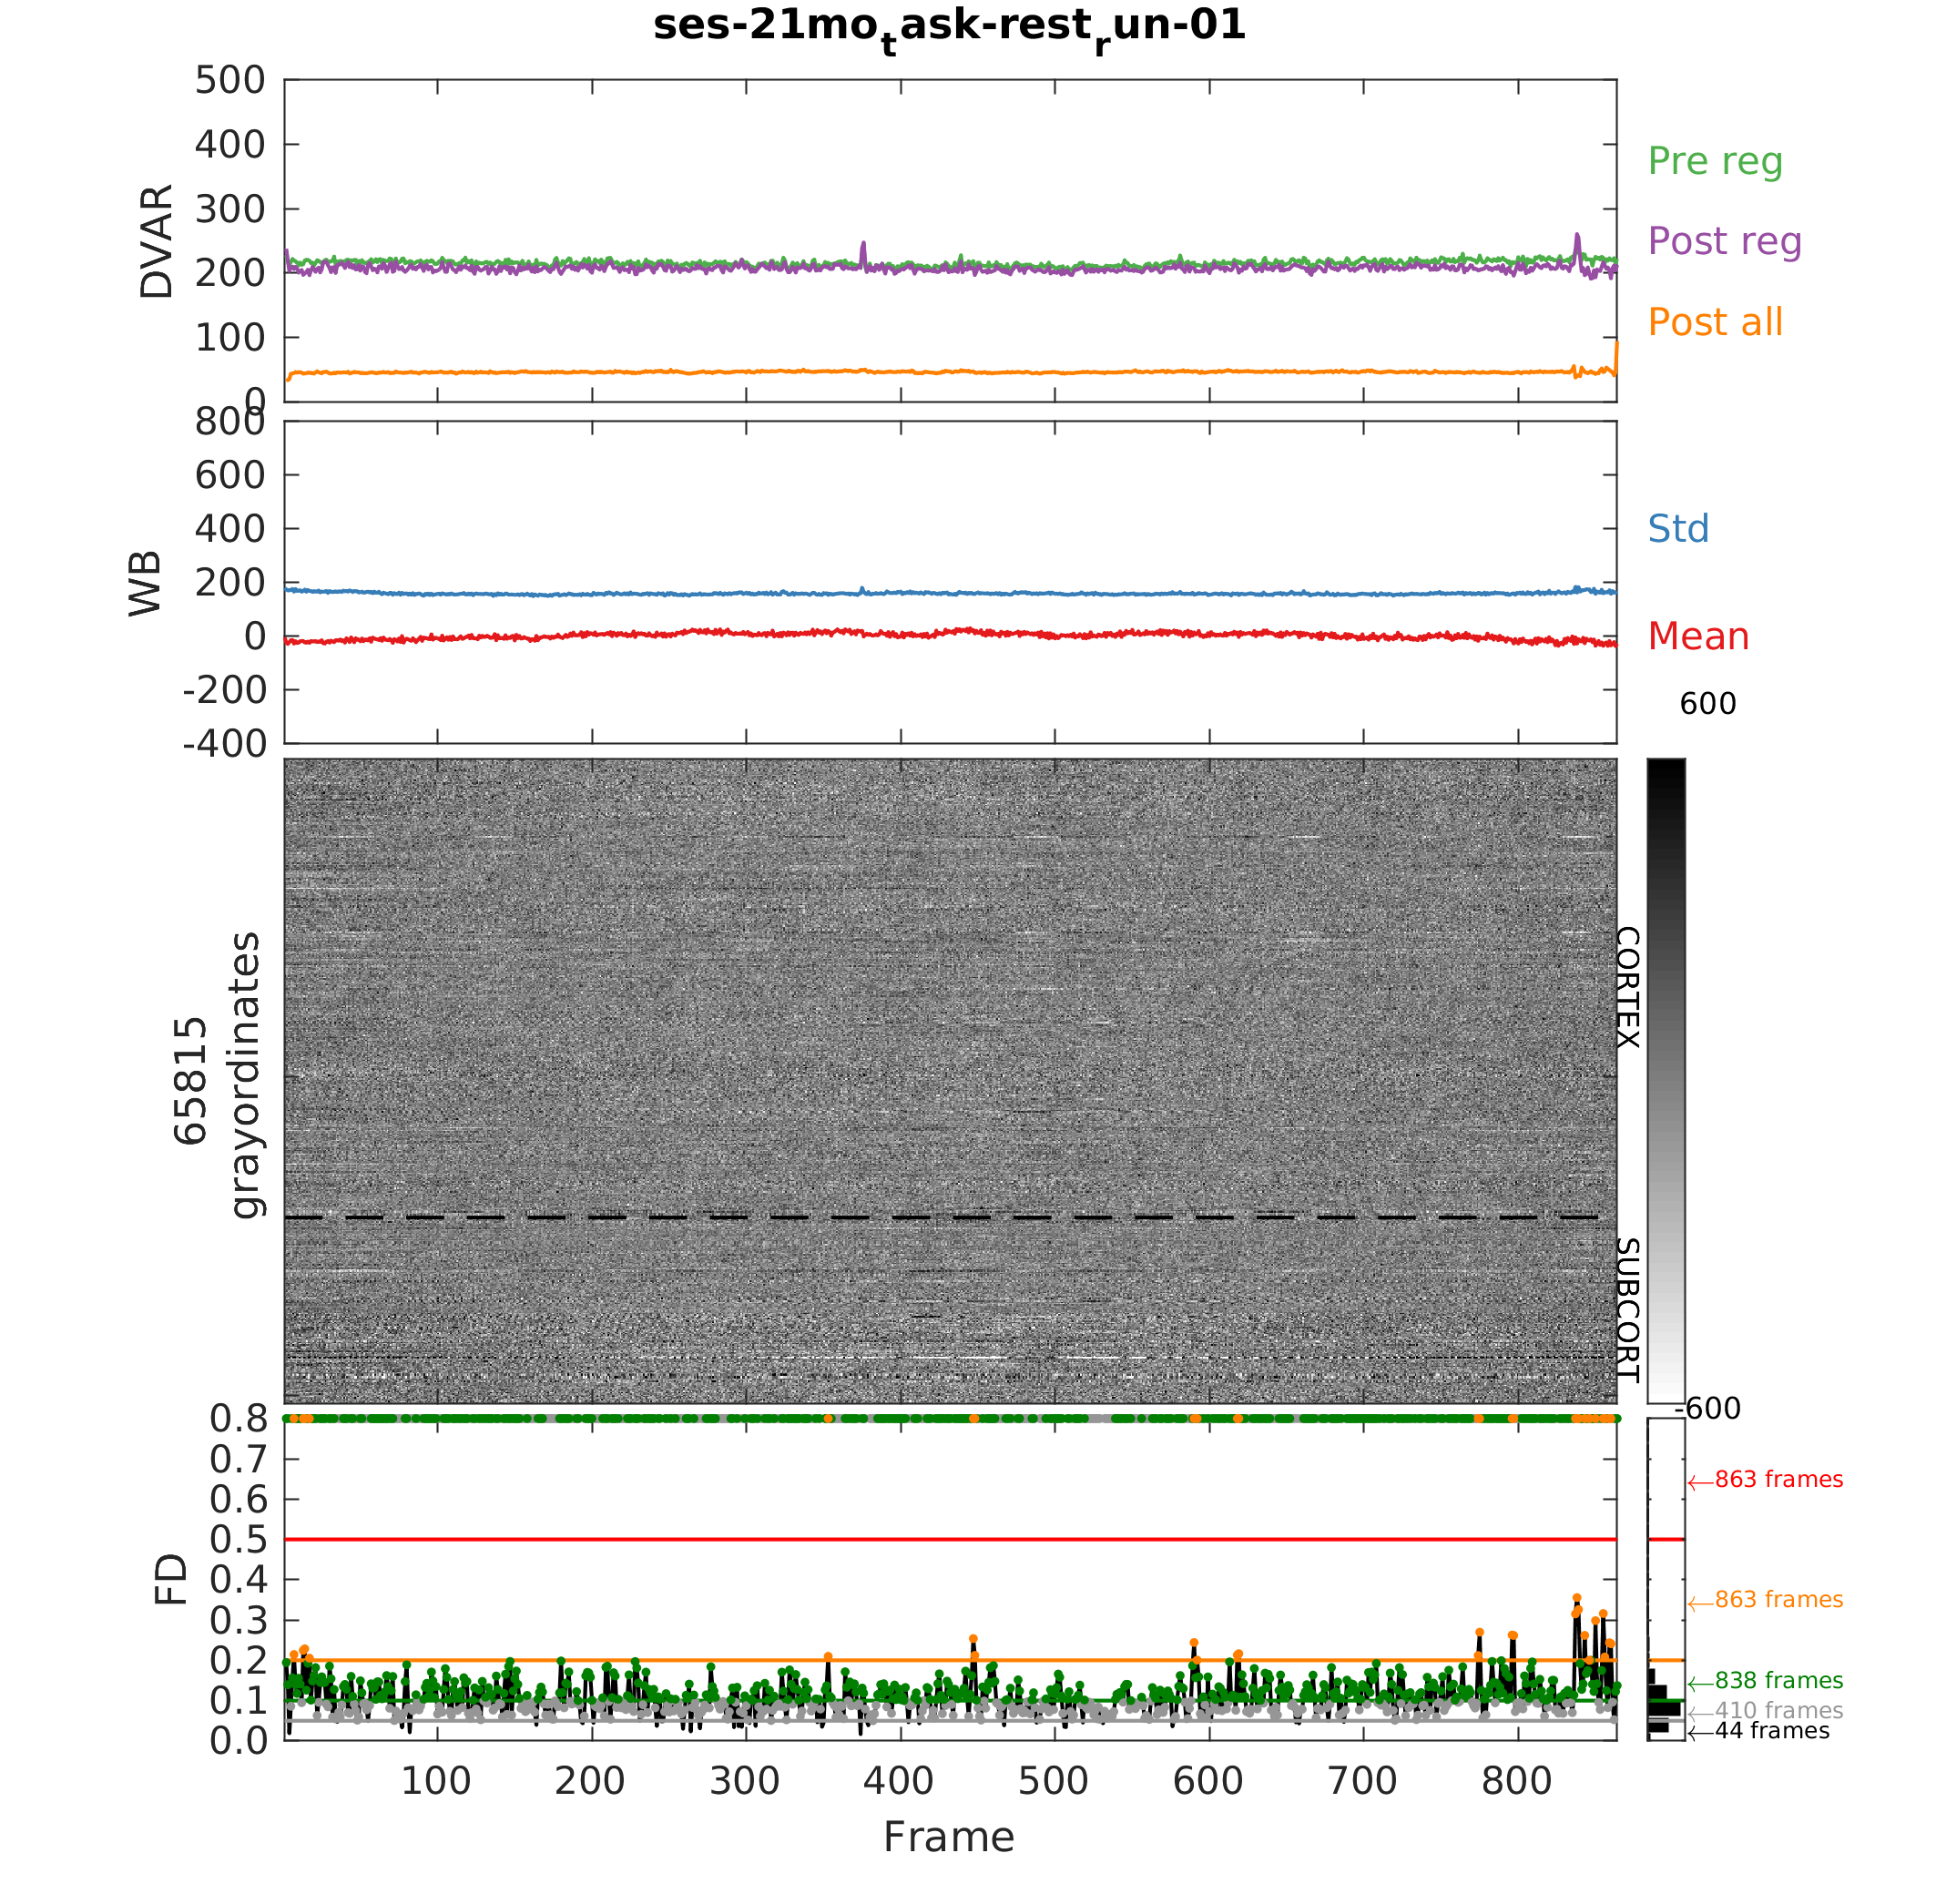 ses-21mo_task-rest_run-01
500
400
300
200
100
0
DVAR
Pre reg
Post reg
Post all
800
600
400
200
0
-200
-400
WB
Std
Mean
600
65815
grayordinates
CORTEX
SUBCORT
-600
0.8
0.7
0.6
0.5
0.4
0.3
0.2
0.1
0.0
FD
←863 frames
←863 frames
←838 frames
←410 frames
←44 frames
100 200 300 400 500 600 700 800
Frame